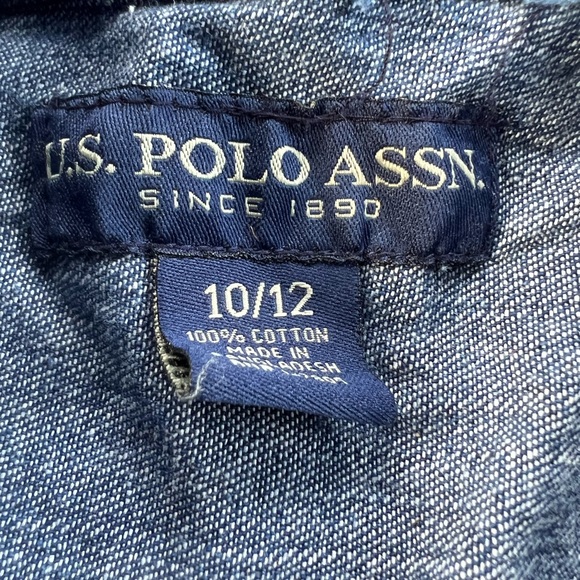 U.S. POLO ASSN.
SINCE 1890
10/12
100% COTTON
MADE IN